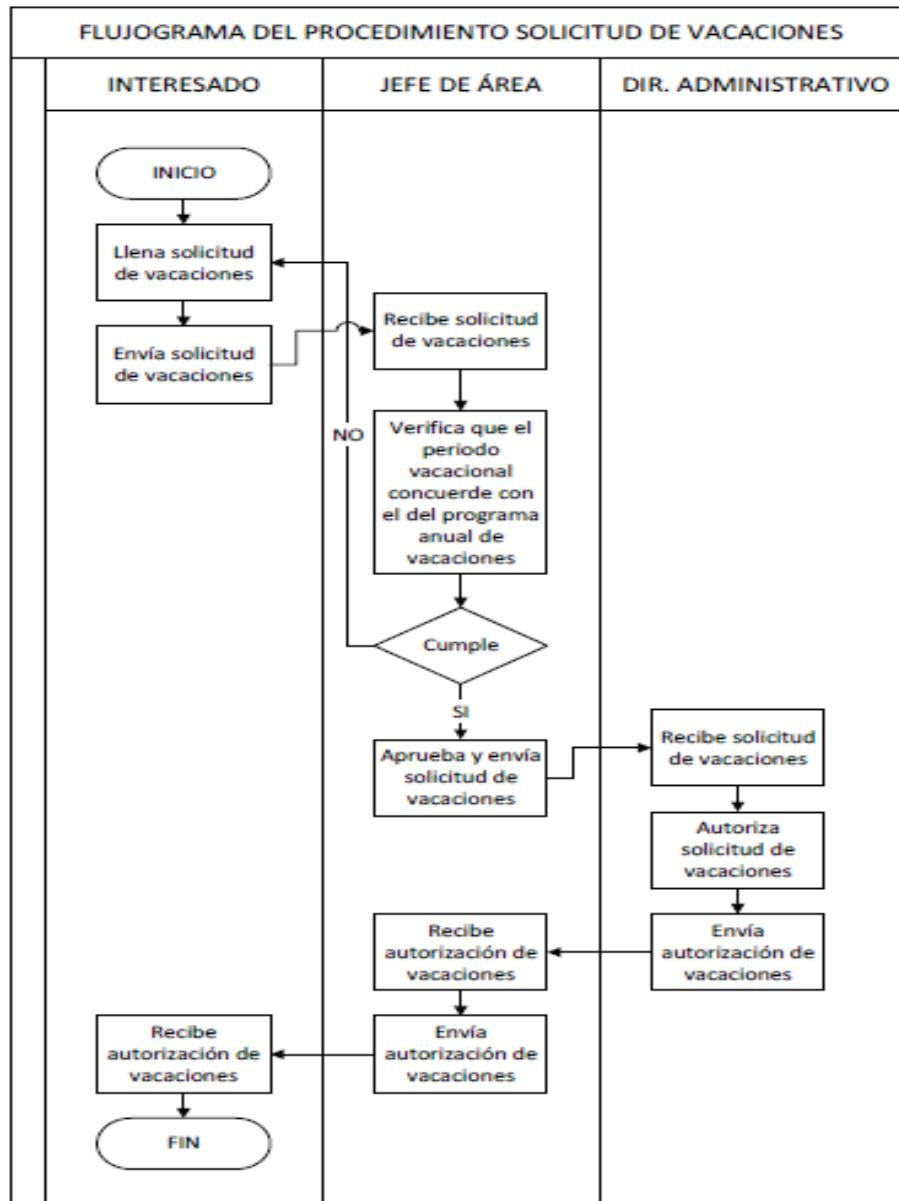 FLUJOGRAMA DEL PROCEDIMIENTO SOLICITUD DE VACACIONES
INTERESADO
JEFE DE ÁREA
DIR. ADMINISTRATIVO
INICIO
Llena solicitud
de vacaciones
Envía solicitud
de vacaciones
Recibe solicitud
de vacaciones
Verifica que el
periodo
vacacional
concuerde con
el del programa
anual de
vacaciones
NO
Cumple
SI
Aprueba y envía
solicitud de
vacaciones
Recibe solicitud
de vacaciones
Autoriza
solicitud de
vacaciones
Envía
autorización de
vacaciones
Recibe
autorización de
vacaciones
Envía
autorización de
vacaciones
Recibe
autorización de
vacaciones
FIN